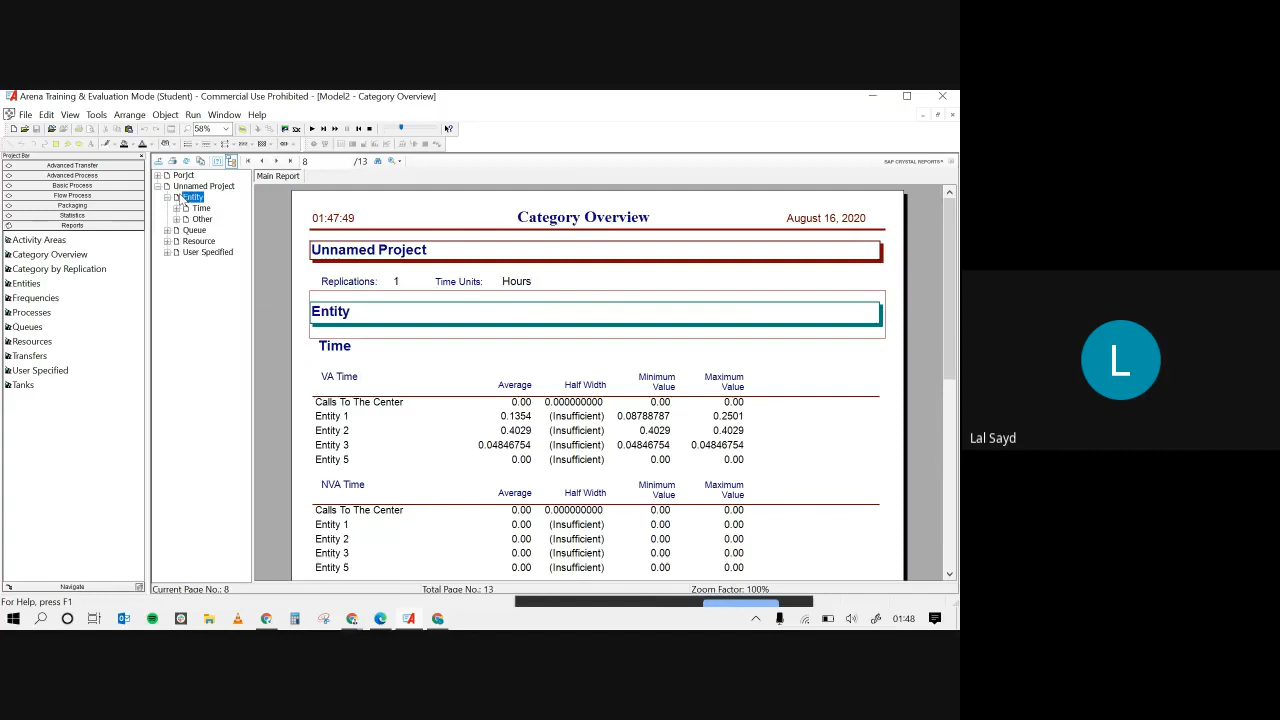 Arena Training & Evaluation Mode (Student) - Commercial Use Prohibited - [Model2 - Category Overview]
File Edit View Tools Arrange Object Run Window Help
58%
Project Bar
Advanced Transfer
Advanced Process
Basic Process
Flow Process
Packaging
Statistics
Reports
Activity Areas
Category Overview
Category by Replication
Entities
Frequencies
Processes
Queues
Resources
Transfers
User Specified
Tanks
Navigate
8 /13
SAP CRYSTAL REPORTS®
Porjct
Unnamed Project
Entity
Time
Other
Queue
Resource
User Specified
Main Report
01:47:49 Category Overview August 16, 2020
Unnamed Project
Replications: 1 Time Units: Hours
Entity
Time
VA Time Average Half Width Minimum Value Maximum Value
Calls To The Center 0.00 0.000000000 0.00 0.00
Entity 1 0.1354 (Insufficient) 0.08788787 0.2501
Entity 2 0.4029 (Insufficient) 0.4029 0.4029
Entity 3 0.04846754 (Insufficient) 0.04846754 0.04846754
Entity 5 0.00 (Insufficient) 0.00 0.00
NVA Time Average Half Width Minimum Value Maximum Value
Calls To The Center 0.00 0.000000000 0.00 0.00
Entity 1 0.00 (Insufficient) 0.00 0.00
Entity 2 0.00 (Insufficient) 0.00 0.00
Entity 3 0.00 (Insufficient) 0.00 0.00
Entity 5 0.00 (Insufficient) 0.00 0.00
Current Page No.: 8 Total Page No.: 13 Zoom Factor: 100%
For Help, press F1
01:48
L
Lal Sayd